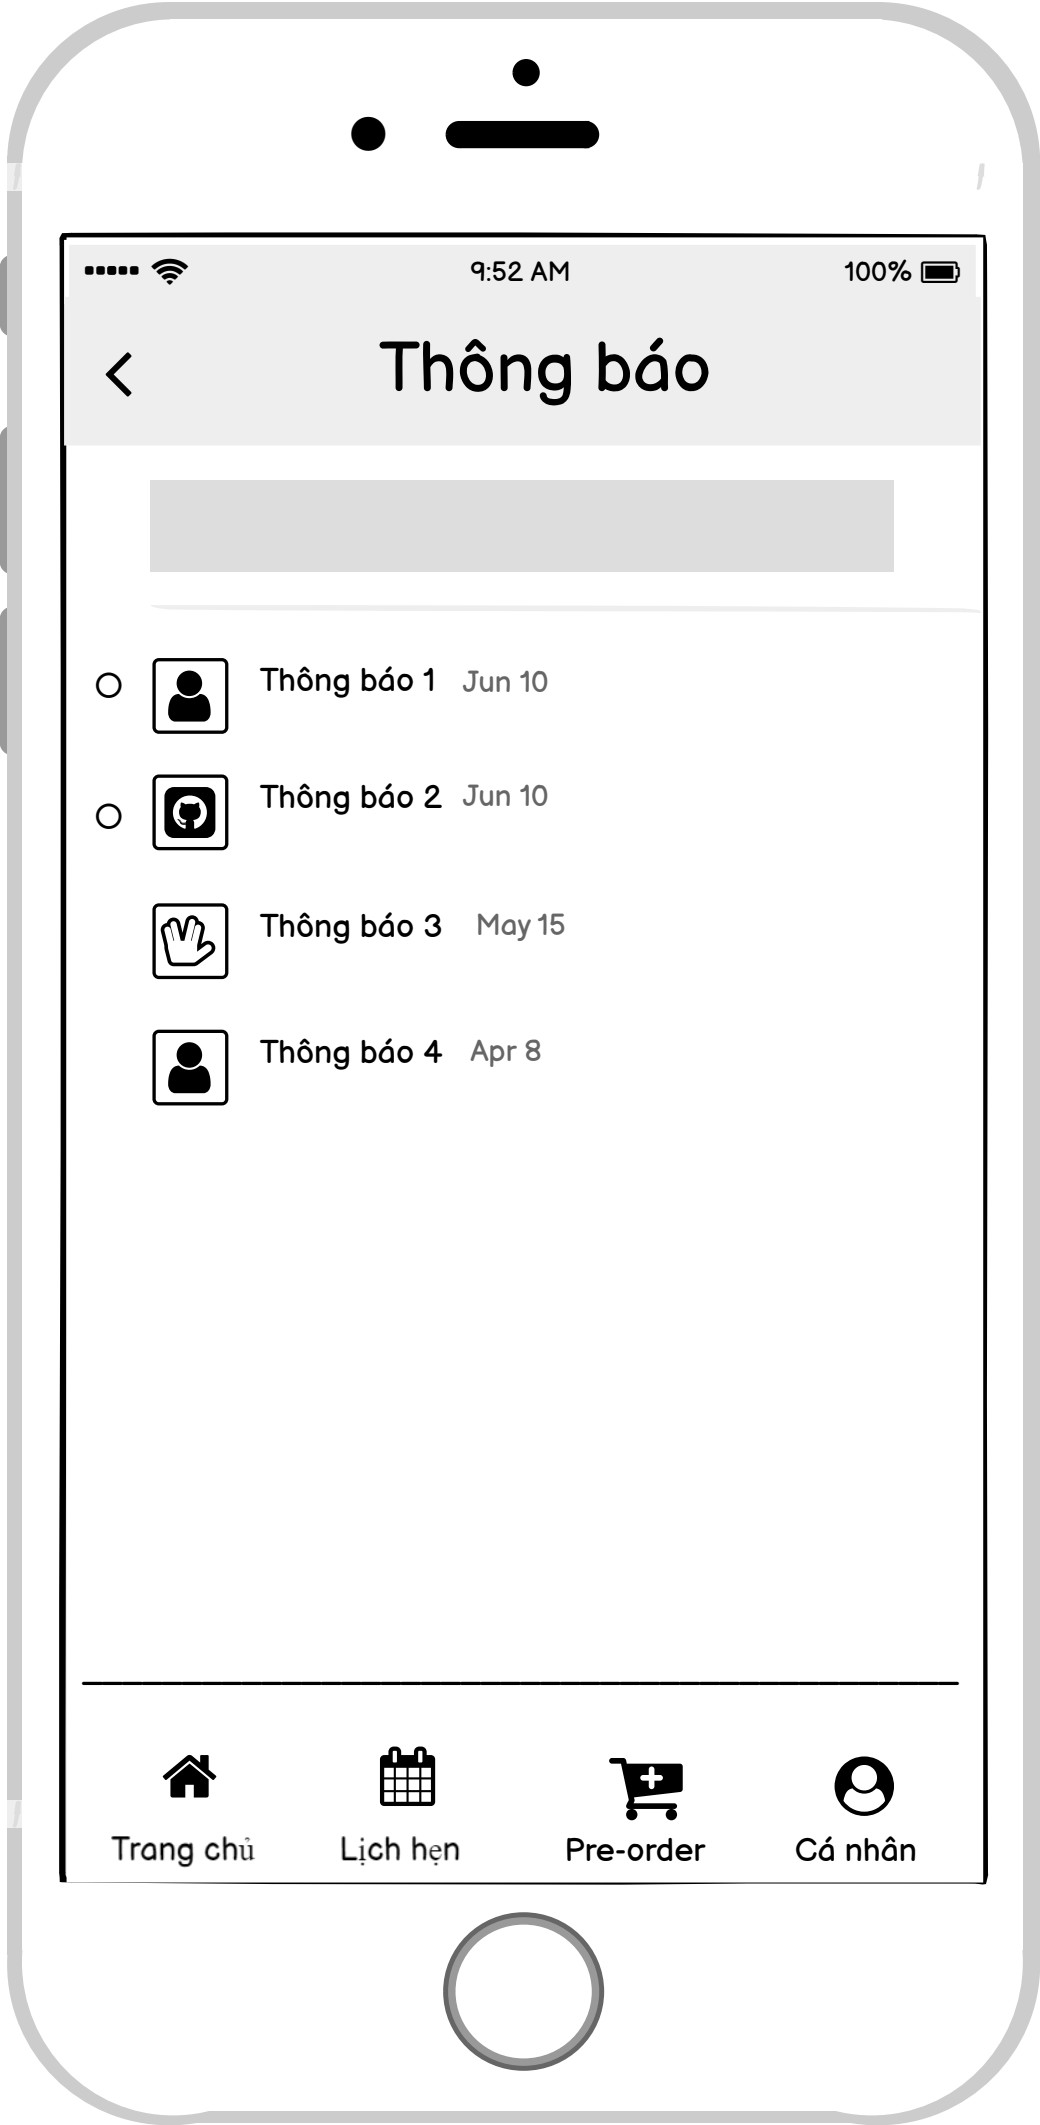 9:52 AM 100%
Thông báo
Thông báo 1 Jun 10
Thông báo 2 Jun 10
Thông báo 3 May 15
Thông báo 4 Apr 8
Trang chủ Lịch hẹn Pre-order Cá nhân